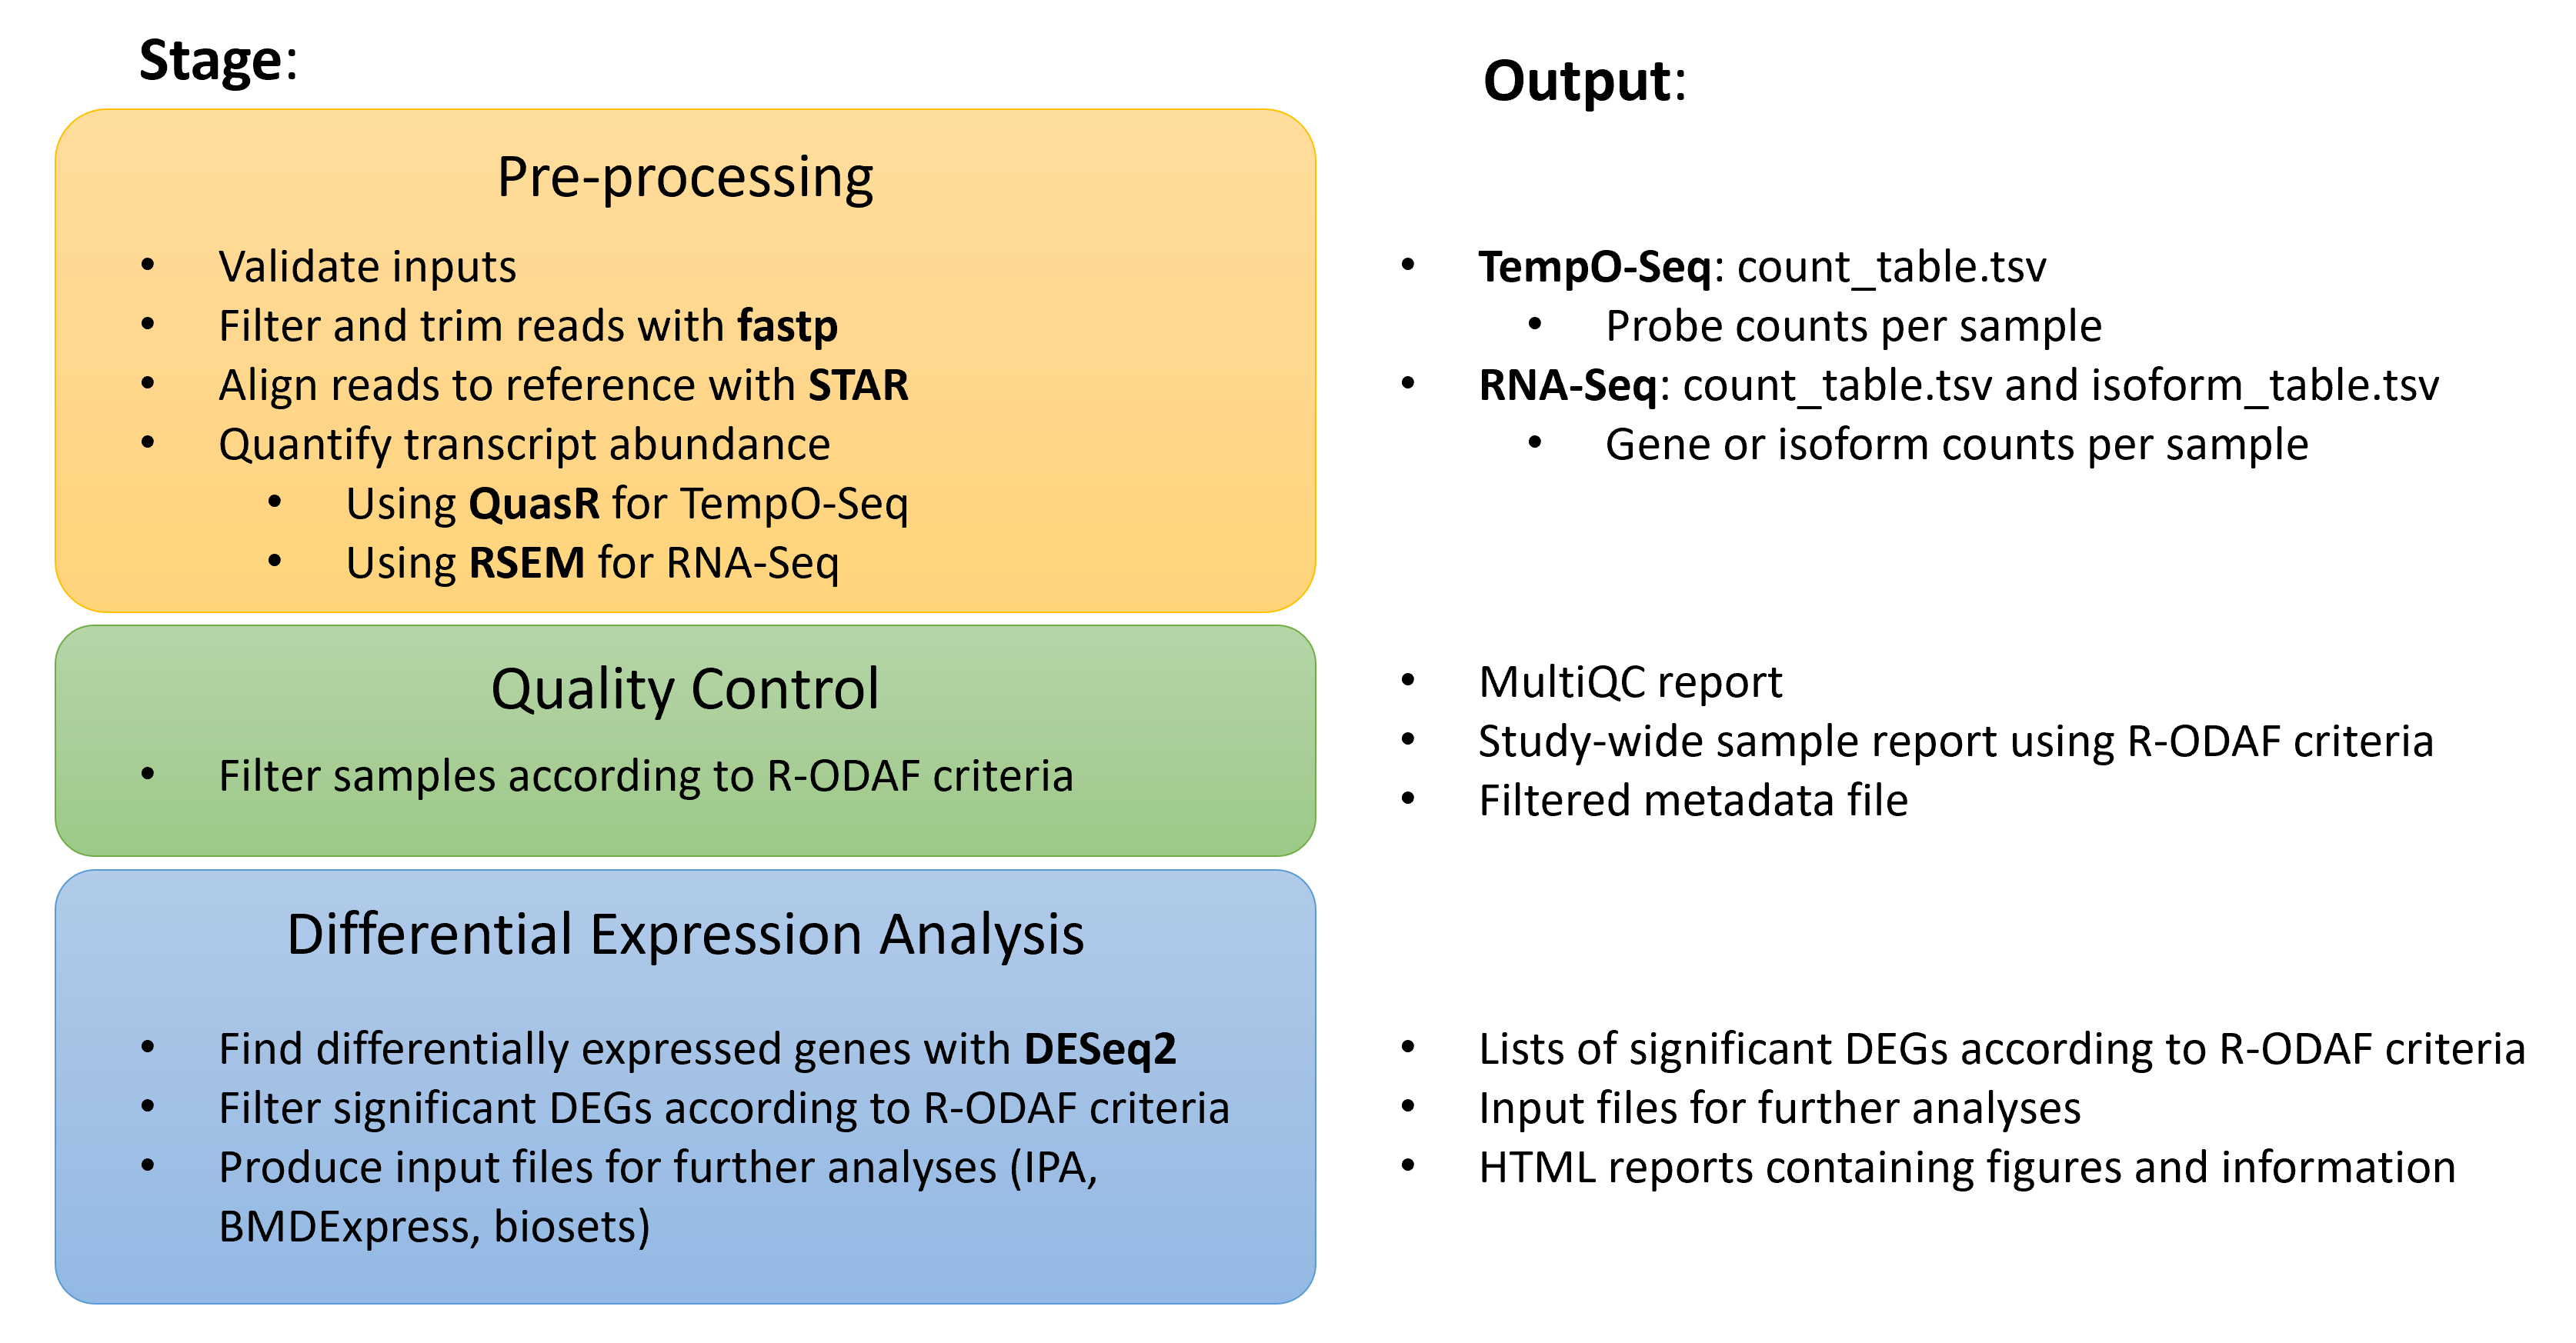 Stage:
Pre-processing
• Validate inputs
• Filter and trim reads with fastp
• Align reads to reference with STAR
• Quantify transcript abundance
• Using QuasR for TempO-Seq
• Using RSEM for RNA-Seq
Quality Control
• Filter samples according to R-ODAF criteria
Differential Expression Analysis
• Find differentially expressed genes with DESeq2
• Filter significant DEGs according to R-ODAF criteria
• Produce input files for further analyses (IPA,
BMDExpress, biosets)
Output:
• TempO-Seq: count_table.tsv
• Probe counts per sample
• RNA-Seq: count_table.tsv and isoform_table.tsv
• Gene or isoform counts per sample
• MultiQC report
• Study-wide sample report using R-ODAF criteria
• Filtered metadata file
• Lists of significant DEGs according to R-ODAF criteria
• Input files for further analyses
• HTML reports containing figures and information